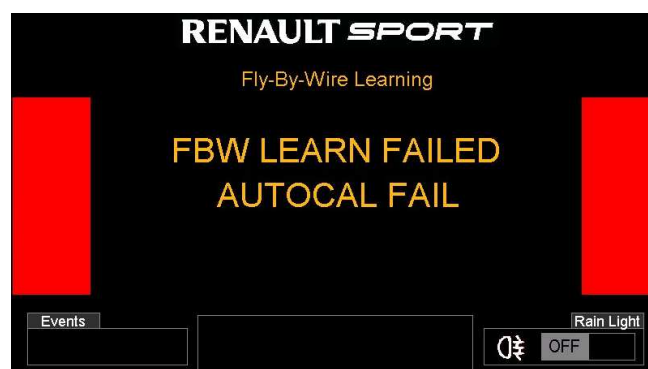 RENAULT SPORT
Fly-By-Wire Learning
FBW LEARN FAILED
AUTOCAL FAIL
Events
Rain Light
OFF